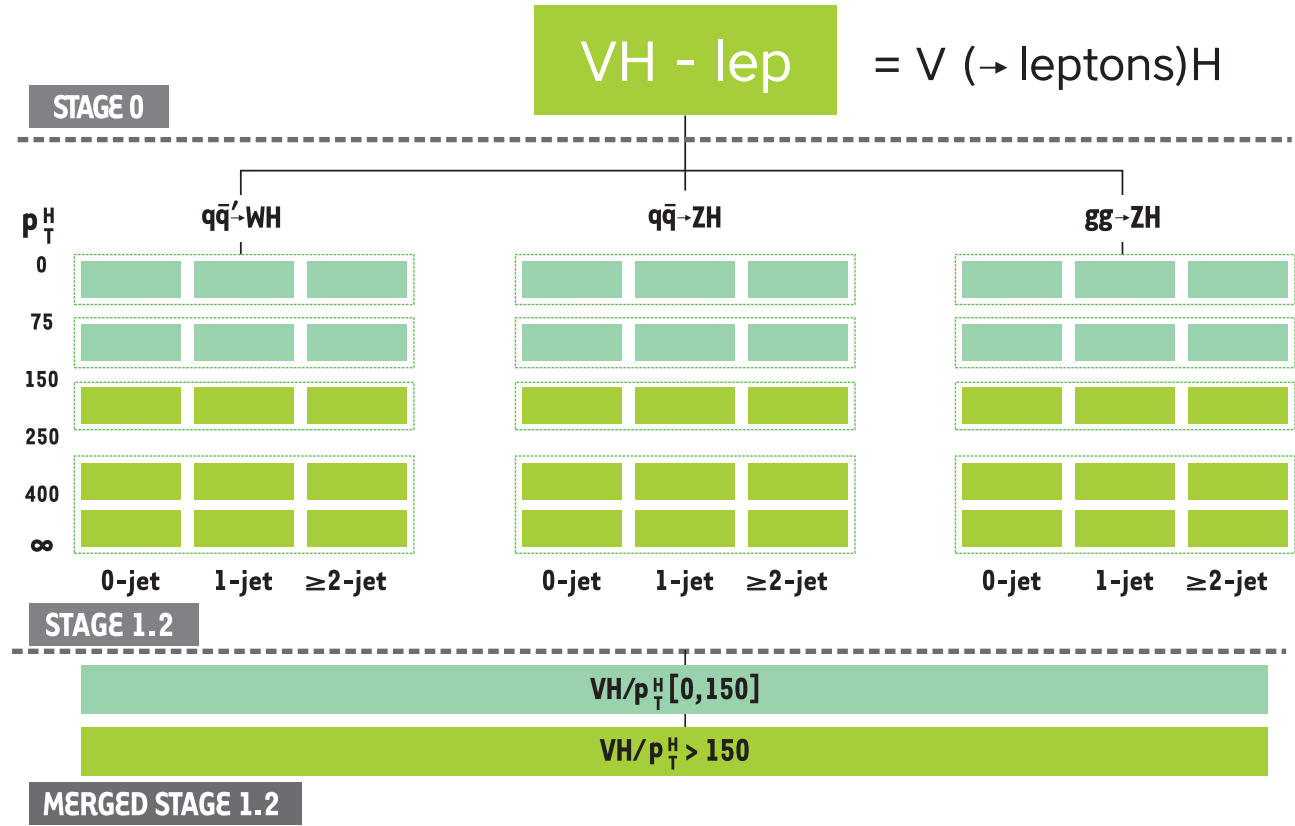 VH - lep = V (→ leptons)H
STAGE 0
qq̄′→WH qq̄→ZH gg→ZH
p_T^H
0
75
150
250
400
∞
0-jet 1-jet ≥2-jet 0-jet 1-jet ≥2-jet 0-jet 1-jet ≥2-jet
STAGE 1.2
VH/p_T^H[0,150]
VH/p_T^H > 150
MERGED STAGE 1.2